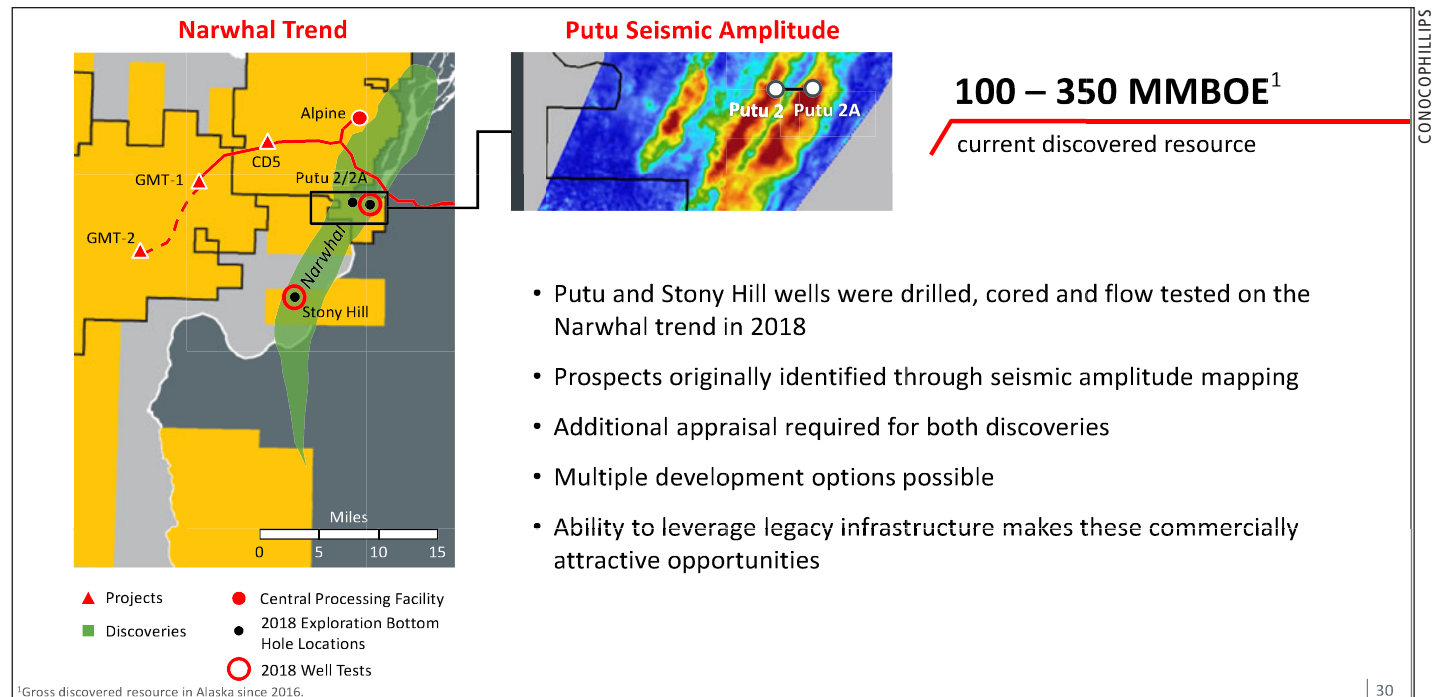 Narwhal Trend
Alpine
CD5
GMT-1
Putu 2/2A
GMT-2
Narwhal
Stony Hill
Miles
0 5 10 15
Projects
Discoveries
Central Processing Facility
2018 Exploration Bottom
Hole Locations
2018 Well Tests
Putu Seismic Amplitude
Putu 2 Putu 2A
100 – 350 MMBOE1
current discovered resource
• Putu and Stony Hill wells were drilled, cored and flow tested on the
Narwhal trend in 2018
• Prospects originally identified through seismic amplitude mapping
• Additional appraisal required for both discoveries
• Multiple development options possible
• Ability to leverage legacy infrastructure makes these commercially
attractive opportunities
CONOCOPHILLIPS
1Gross discovered resource in Alaska since 2016.
30